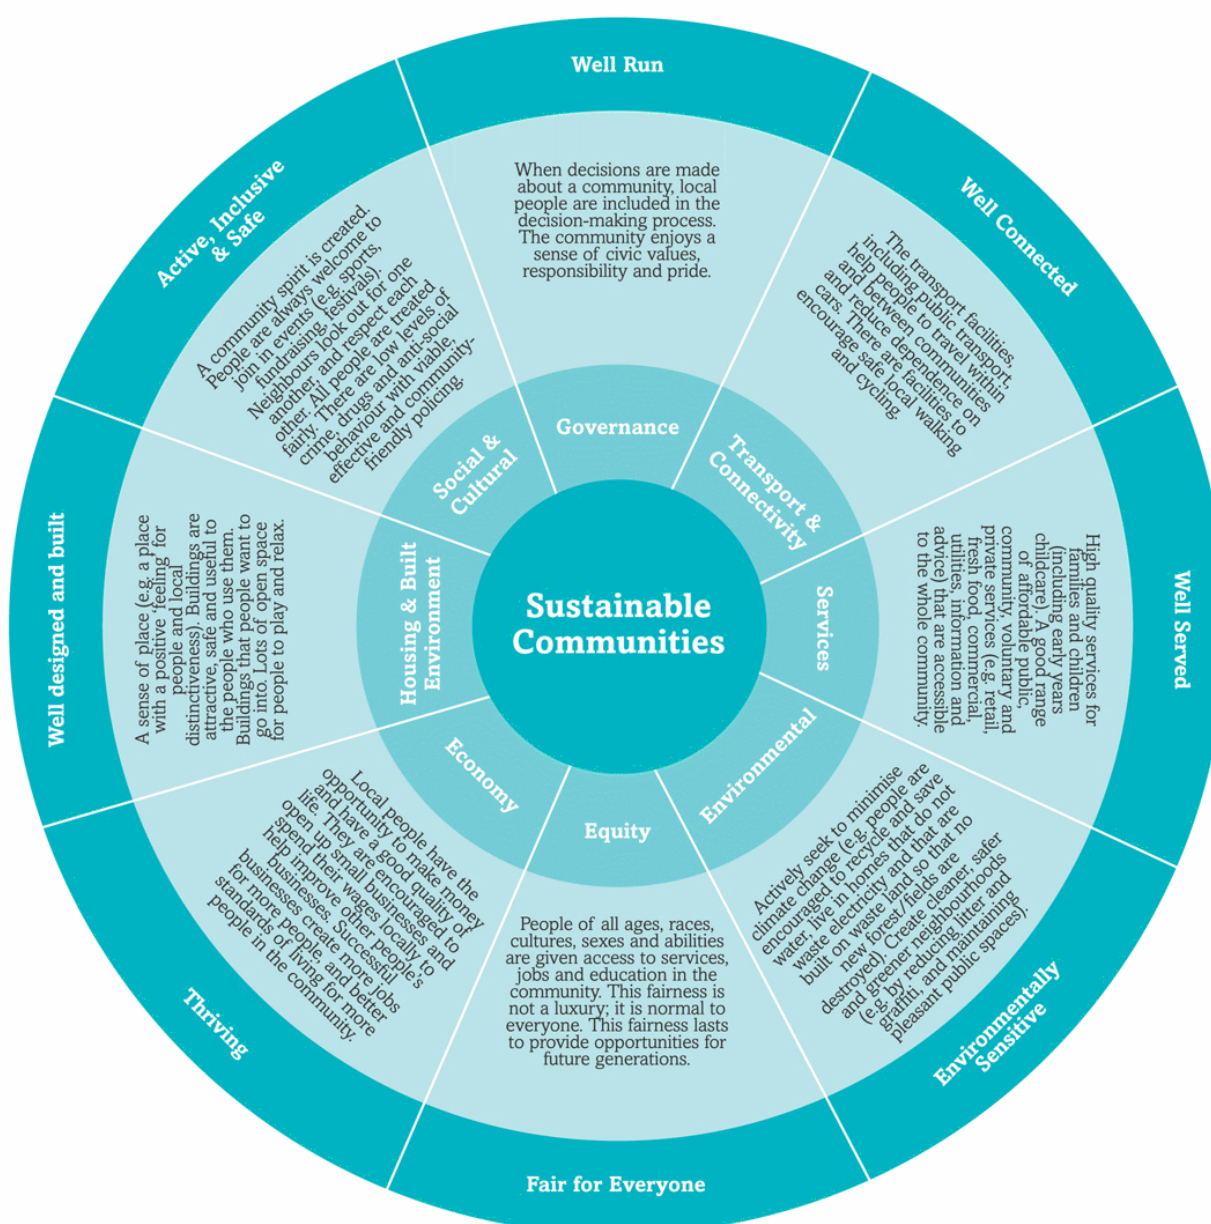 Sustainable
Communities
Governance
Well Run
When decisions are made
about a community, local
people are included in the
decision-making process.
The community enjoys a
sense of civic values,
responsibility and pride.
Transport &
Connectivity
Well Connected
The transport facilities,
including public transport,
help people to travel within
and between communities
and reduce dependence on
cars. There are facilities to
encourage safe local walking
and cycling.
Services
Well Served
High quality services for
families and children
(including early years
childcare). A good range
of affordable public,
community, voluntary and
private services (e.g. retail,
fresh food, commercial,
utilities, information and
advice) that are accessible
to the whole community.
Environmental
Environmentally
Sensitive
Actively seek to minimise
climate change (e.g. people are
encouraged to recycle and save
water, live in homes that do not
waste electricity and that are
built on waste land so that no
new forest/fields are
destroyed). Create cleaner, safer
and greener neighbourhoods
(e.g. by reducing litter and
graffiti, and maintaining
pleasant public spaces).
Equity
Fair for Everyone
People of all ages, races,
cultures, sexes and abilities
are given access to services,
jobs and education in the
community. This fairness is
not a luxury; it is normal to
everyone. This fairness lasts
to provide opportunities for
future generations.
Economy
Thriving
Local people have the
opportunity to make money
and have a good quality of
life. They are encouraged to
open up small businesses and
spend their wages locally to
help improve other people's
businesses. Successful
businesses create more jobs
for more people, and better
standards of living for more
people in the community.
Housing & Built
Environment
Well designed and built
A sense of place (e.g. a place
with a positive ‘feeling’ for
people and local
distinctiveness). Buildings are
attractive, safe and useful to
the people who use them.
Buildings that people want to
go into. Lots of open space
for people to play and relax.
Social &
Cultural
Active, Inclusive
& Safe
A community spirit is created.
People are always welcome to
join in events (e.g. sports,
fundraising, festivals).
Neighbours look out for one
another and respect each
other. All people are treated
fairly. There are low levels of
crime, drugs and anti-social
behaviour with viable,
effective and community-
friendly policing.